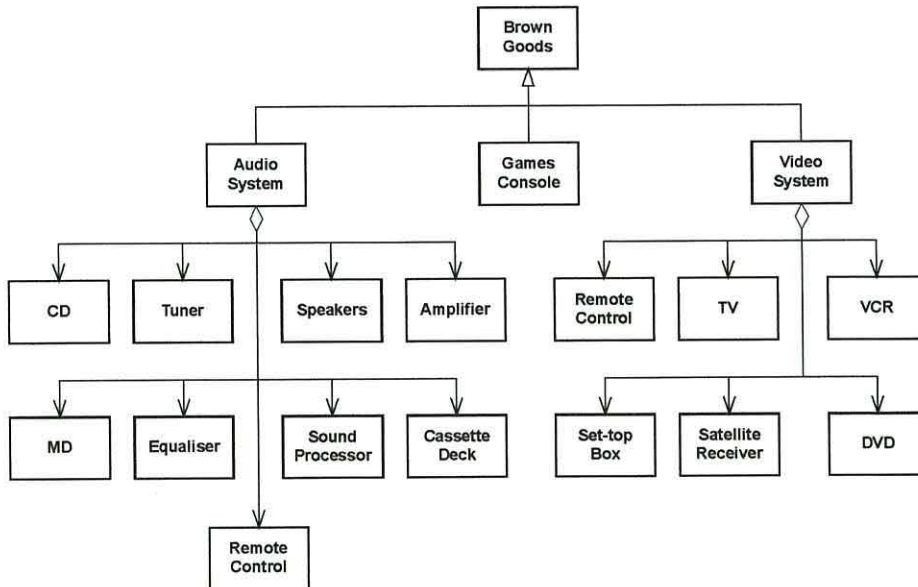 Brown
Goods
Audio
System
Games
Console
Video
System
CD
Tuner
Speakers
Amplifier
Remote
Control
TV
VCR
MD
Equaliser
Sound
Processor
Cassette
Deck
Set-top
Box
Satellite
Receiver
DVD
Remote
Control